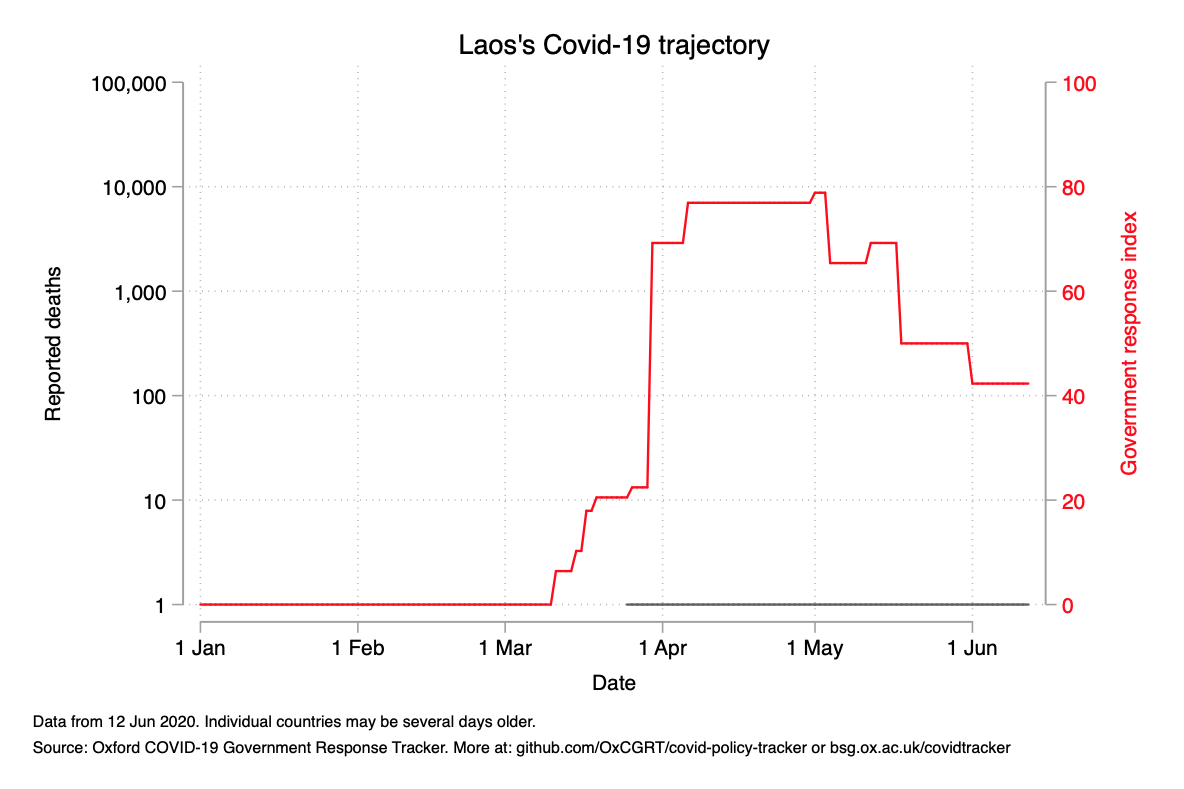 Laos's Covid-19 trajectory
100,000
10,000
1,000
100
10
1
Reported deaths
100
80
60
40
20
0
Government response index
1 Jan
1 Feb
1 Mar
1 Apr
1 May
1 Jun
Date
Data from 12 Jun 2020. Individual countries may be several days older.
Source: Oxford COVID-19 Government Response Tracker. More at: github.com/OxCGRT/covid-policy-tracker or bsg.ox.ac.uk/covidtracker